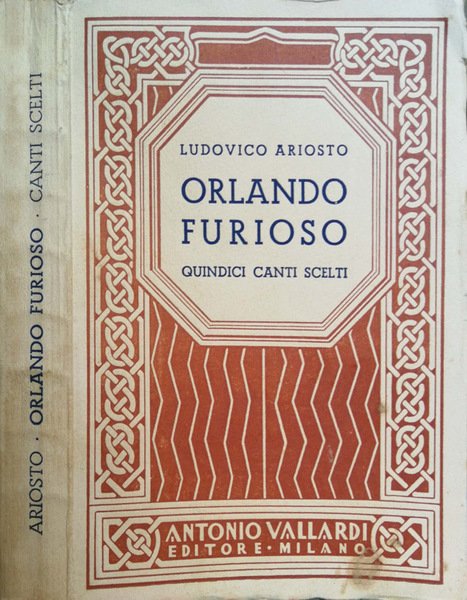 ARIOSTO · ORLANDO FURIOSO · CANTI SCELTI
LUDOVICO ARIOSTO
ORLANDO
FURIOSO
QUINDICI CANTI SCELTI
ANTONIO VALLARDI
EDITORE · MILANO